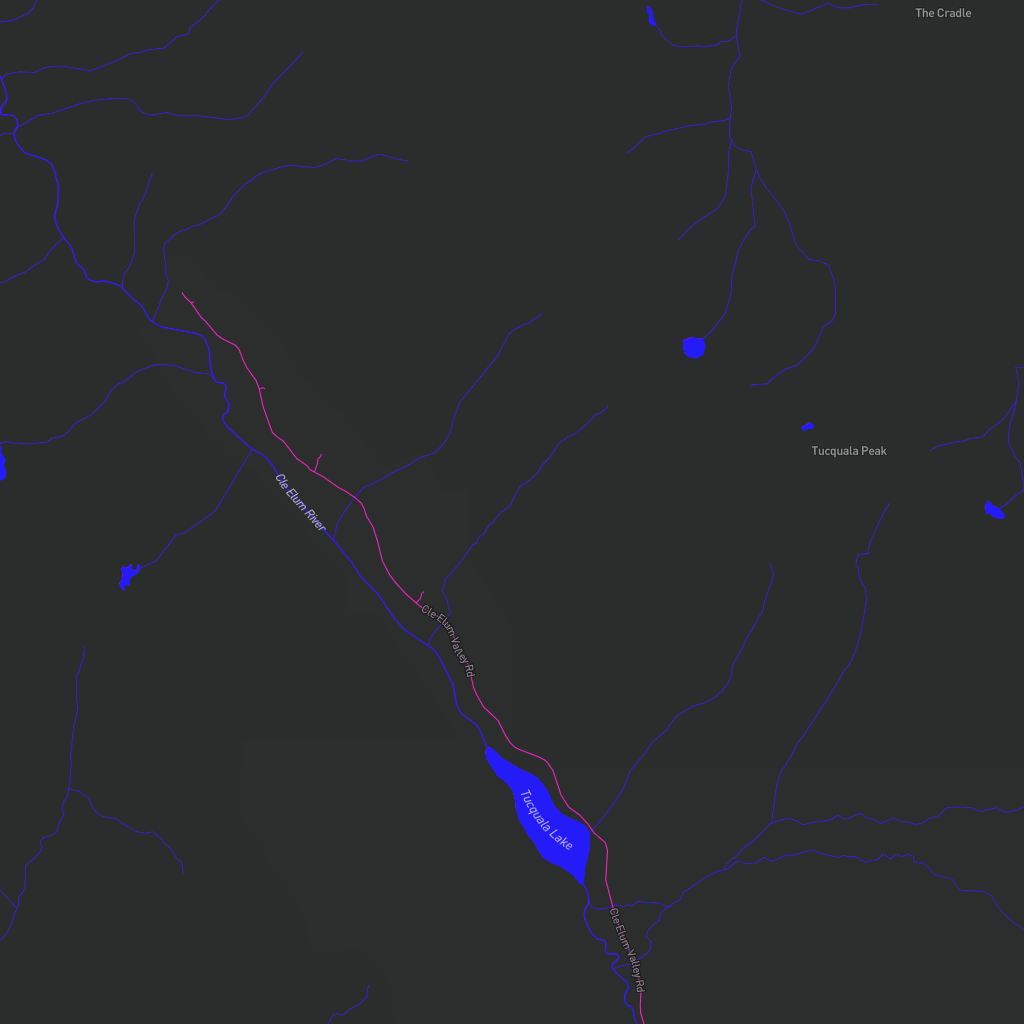 The Cradle
Tucquala Peak
Cle Elum River
Cle Elum Valley Rd
Tucquala Lake
Cle Elum Valley Rd